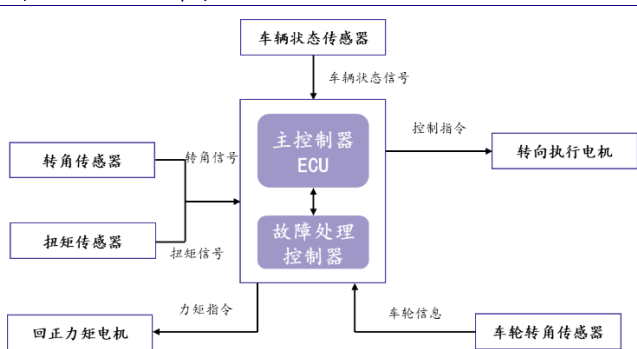 车辆状态传感器
车辆状态信号
主控制器
ECU
控制指令
转角传感器
转角信号
转向执行电机
扭矩传感器
扭矩信号
故障处理
控制器
力矩指令
车轮信息
回正力矩电机
车轮转角传感器